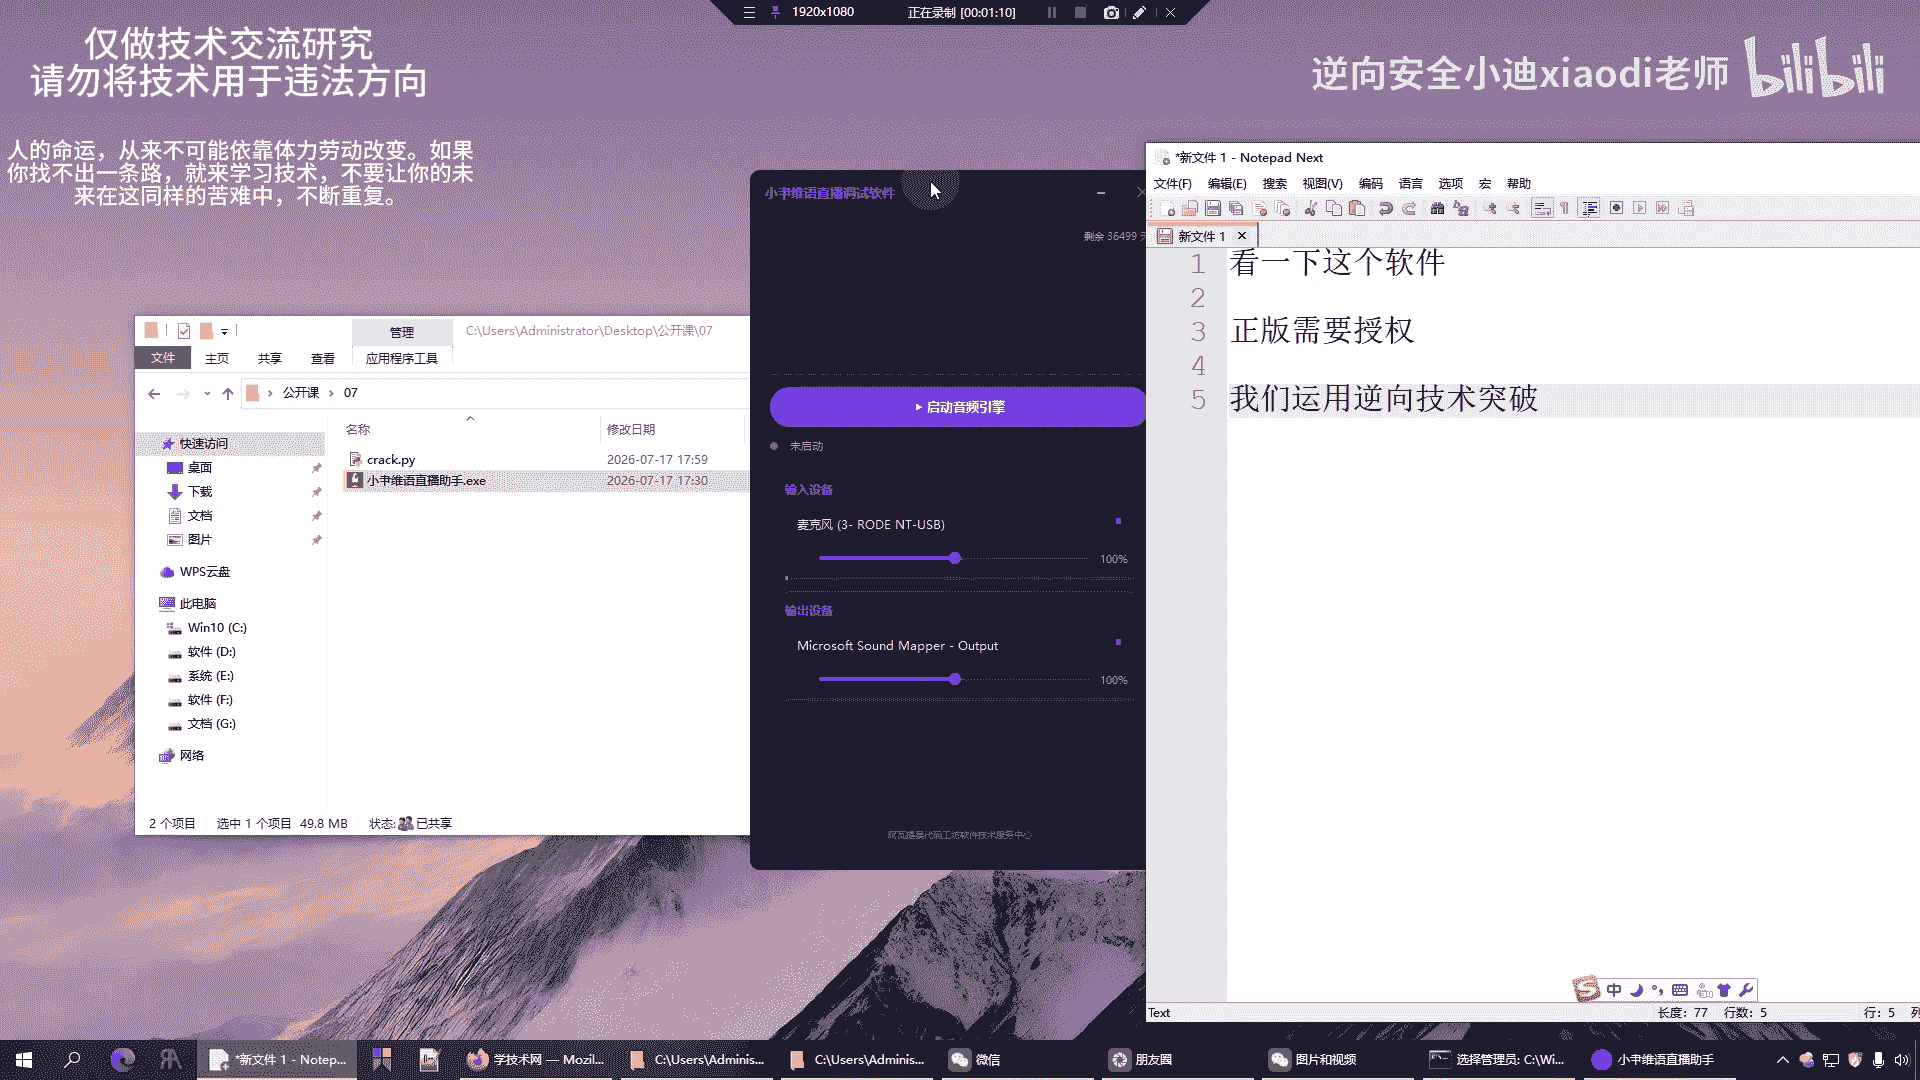 1920x1080
正在录制 [00:01:10]
仅做技术交流研究
请勿将技术用于违法方向
逆向安全小迪xiaodi老师
bilibili
人的命运，从来不可能依靠体力劳动改变。如果
你找不出一条路，就来学习技术，不要让你的未
来在这同样的苦难中，不断重复。
管理
C:\Users\Administrator\Desktop\公开课\07
文件
主页
共享
查看
应用程序工具
公开课
07
名称
修改日期
crack.py
2026-07-17 17:59
小尹维语直播助手.exe
2026-07-17 17:30
快速访问
桌面
下载
文档
图片
WPS云盘
此电脑
Win10 (C:)
软件 (D:)
系统 (E:)
软件 (F:)
文档 (G:)
网络
2 个项目
选中 1 个项目
49.8 MB
状态:
已共享
小尹维语直播调试软件
剩余 36499
启动音频引擎
未启动
输入设备
麦克风 (3- RODE NT-USB)
100%
输出设备
Microsoft Sound Mapper - Output
100%
*新文件 1 - Notepad Next
文件(F)
编辑(E)
搜索
视图(V)
编码
语言
选项
宏
帮助
新文件 1
1
看一下这个软件
2
3
正版需要授权
4
5
我们运用逆向技术突破
中
Text
长度: 77
行数: 5
行: 5
*新文件 1 - Notep...
学技术网 — Mozil...
C:\Users\Adminis...
C:\Users\Adminis...
微信
朋友圈
图片和视频
选择管理员: C:\Wi...
小尹维语直播助手